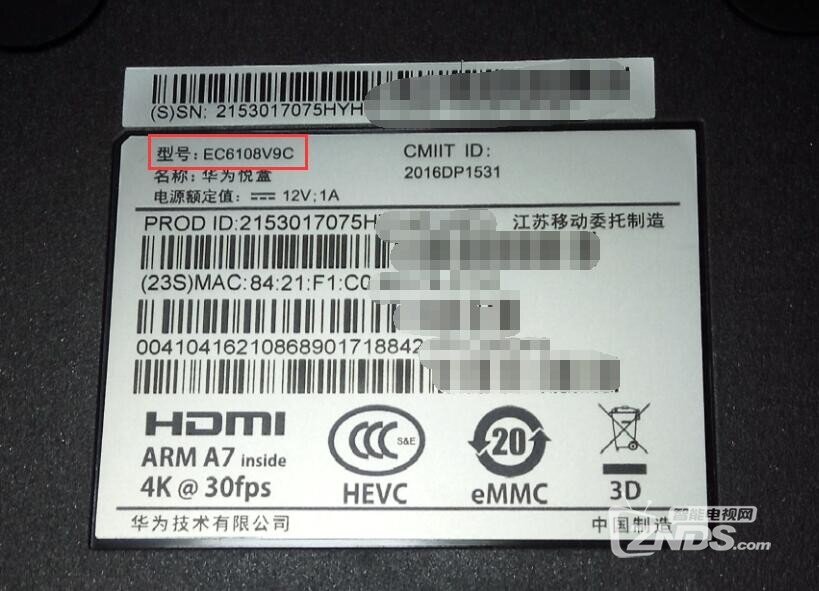 (S)SN: 2153017075HYH
型号: EC6108V9C
CMIIT ID:
名称: 华为悦盒
2016DP1531
电源额定值: 12V;1A
PROD ID:2153017075H
江苏移动委托制造
(23S)MAC:84:21:F1:C0
00410416210868901718842
HDMI
ARM A7 inside
4K @ 30fps
CCC S&E
HEVC
20
eMMC
3D
华为技术有限公司
中国制造
智能电视网
ZNDS.com